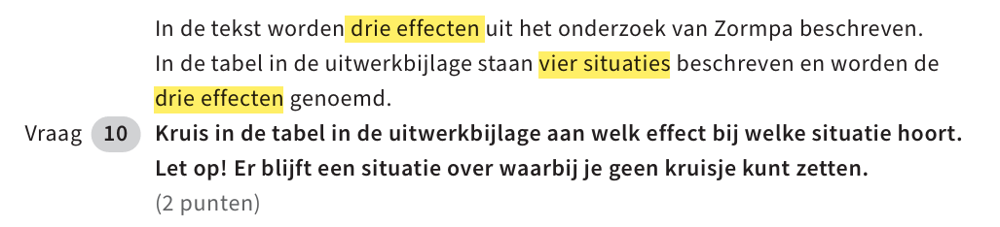 In de tekst worden drie effecten uit het onderzoek van Zormpa beschreven.
In de tabel in de uitwerkbijlage staan vier situaties beschreven en worden de
drie effecten genoemd.
Vraag 10 Kruis in de tabel in de uitwerkbijlage aan welk effect bij welke situatie hoort.
Let op! Er blijft een situatie over waarbij je geen kruisje kunt zetten.
(2 punten)